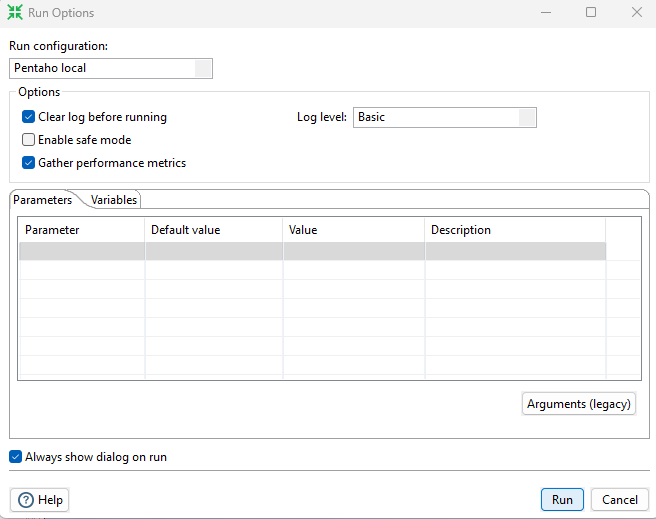 Run Options
Run configuration:
Pentaho local
Options
Clear log before running
Log level: Basic
Enable safe mode
Gather performance metrics
Parameters Variables
Parameter Default value Value Description
Arguments (legacy)
Always show dialog on run
? Help Run Cancel